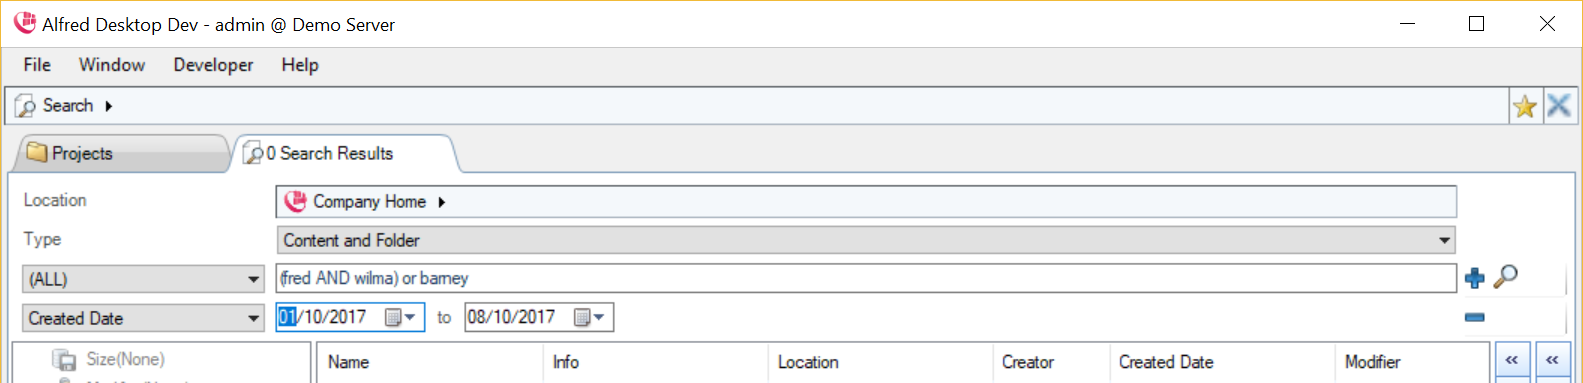 Alfred Desktop Dev - admin @ Demo Server
File Window Developer Help
Search
Projects 0 Search Results
Location Company Home
Type Content and Folder
(ALL) (fred AND wilma) or barney
Created Date 01/10/2017 to 08/10/2017
Size(None) Name Info Location Creator Created Date Modifier